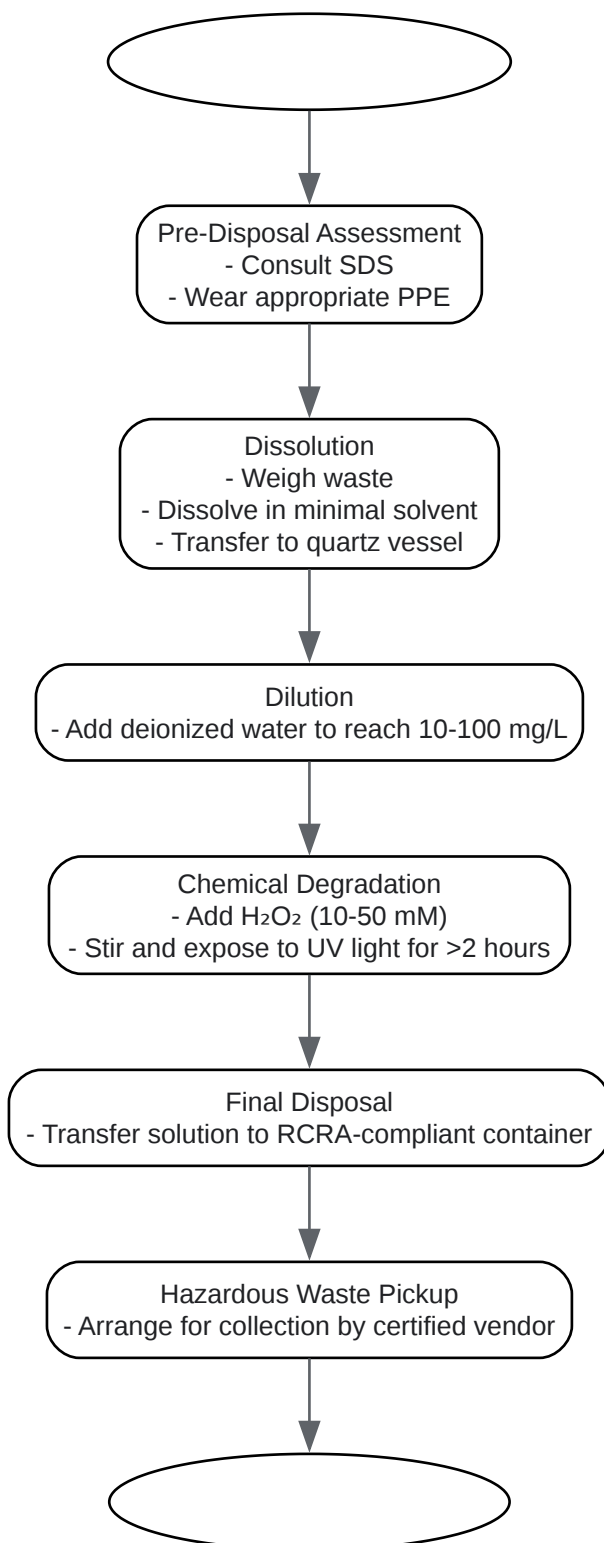 Pre-Disposal Assessment
- Consult SDS
- Wear appropriate PPE
Dissolution
- Weigh waste
- Dissolve in minimal solvent
- Transfer to quartz vessel
Dilution
- Add deionized water to reach 10-100 mg/L
Chemical Degradation
- Add H₂O₂ (10-50 mM)
- Stir and expose to UV light for >2 hours
Final Disposal
- Transfer solution to RCRA-compliant container
Hazardous Waste Pickup
- Arrange for collection by certified vendor